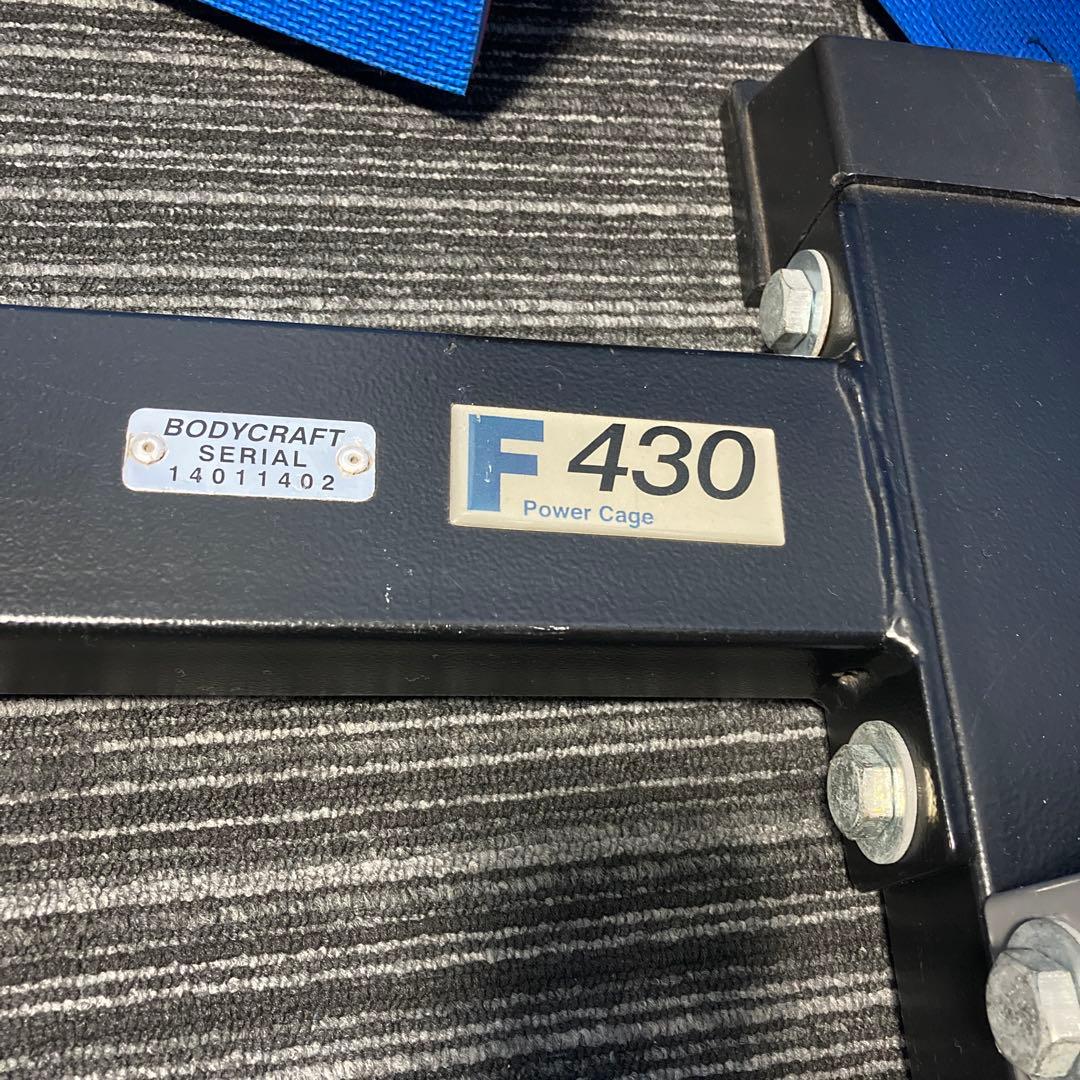 BODYCRAFT
SERIAL
14011402
F 430
Power Cage